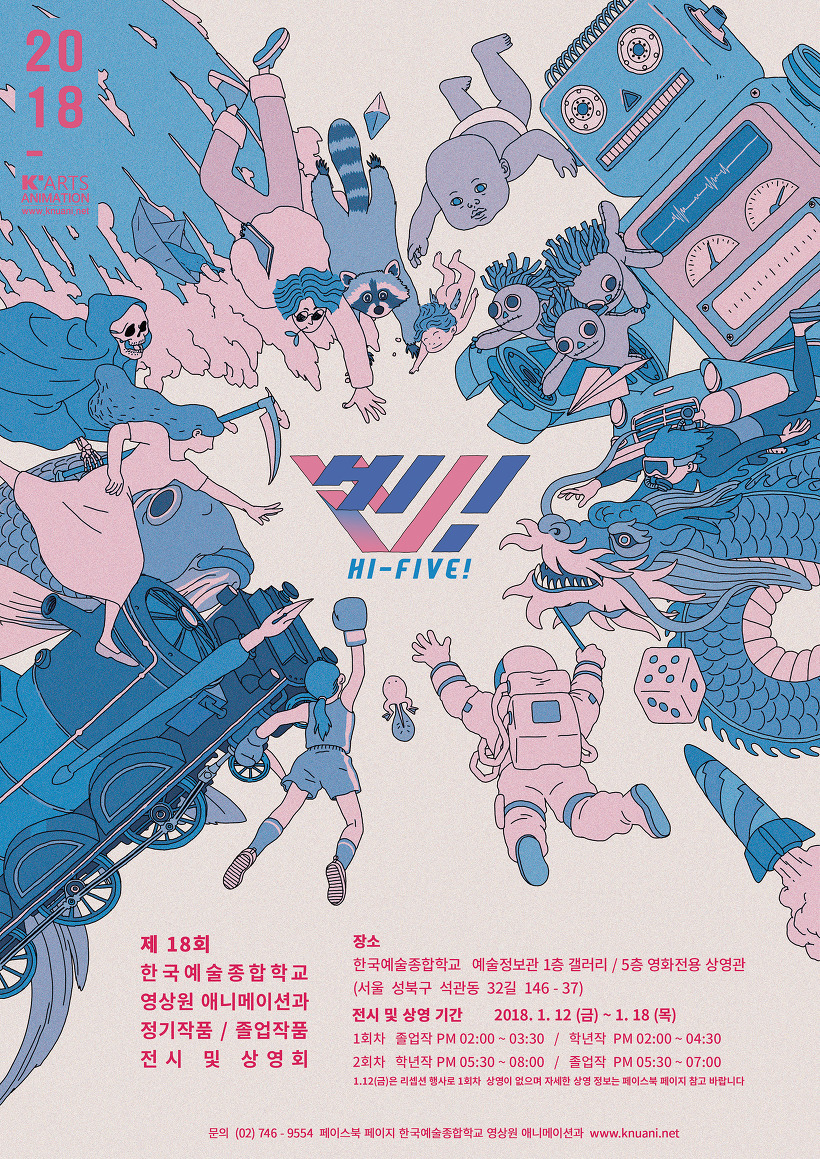 20
18
-
K'ARTS
ANIMATION
www.knuani.net
HI-FIVE!
제 18회
한국예술종합학교
영상원 애니메이션과
정기작품 / 졸업작품
전시 및 상영회
장소
한국예술종합학교 예술정보관 1층 갤러리 / 5층 영화전용 상영관
(서울 성북구 석관동 32길 146 - 37)
전시 및 상영 기간 2018. 1. 12 (금) ~ 1. 18 (목)
1회차 졸업작 PM 02:00 ~ 03:30 / 학년작 PM 02:00 ~ 04:30
2회차 학년작 PM 05:30 ~ 08:00 / 졸업작 PM 05:30 ~ 07:00
1.12(금)은 리셉션 행사로 1회차 상영이 없으며 자세한 상영 정보는 페이스북 페이지 참고 바랍니다
문의 (02) 746 - 9554 페이스북 페이지 한국예술종합학교 영상원 애니메이션과 www.knuani.net